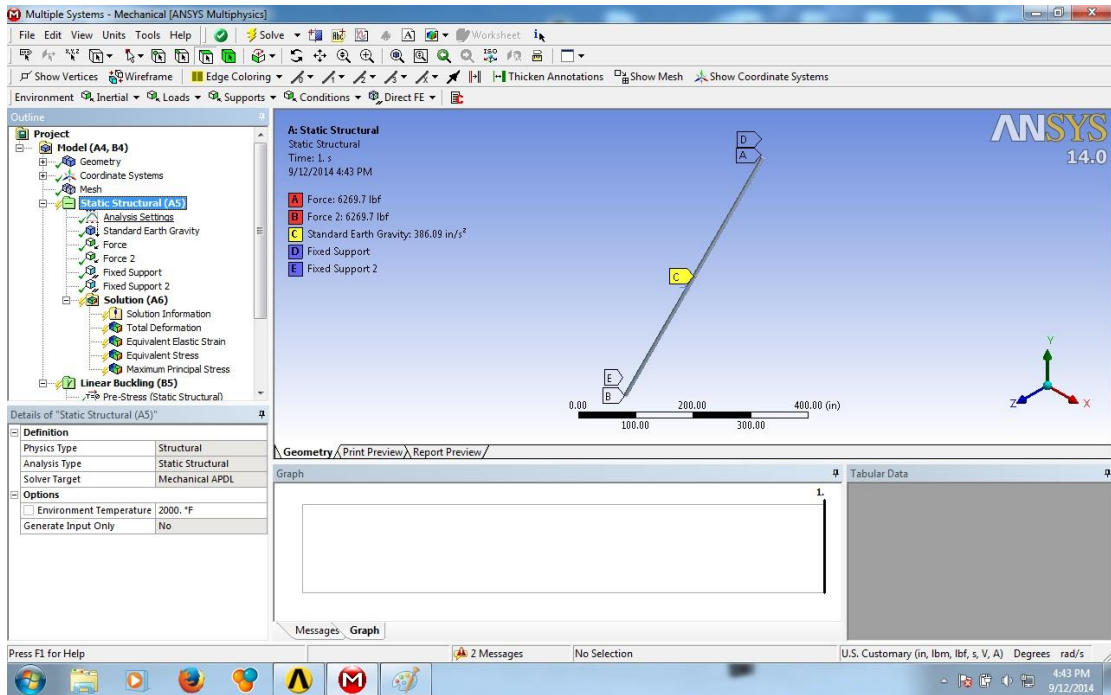 Multiple Systems - Mechanical [ANSYS Multiphysics]
File Edit View Units Tools Help Solve Worksheet
Show Vertices Wireframe Edge Coloring Thicken Annotations Show Mesh Show Coordinate Systems
Environment Inertial Loads Supports Conditions Direct FE
Outline
Project
Model (A4, B4)
Geometry
Coordinate Systems
Mesh
Static Structural (A5)
Analysis Settings
Standard Earth Gravity
Force
Force 2
Fixed Support
Fixed Support 2
Solution (A6)
Solution Information
Total Deformation
Equivalent Elastic Strain
Equivalent Stress
Maximum Principal Stress
Linear Buckling (B5)
Pre-Stress (Static Structural)
Details of "Static Structural (A5)"
Definition
Physics Type Structural
Analysis Type Static Structural
Solver Target Mechanical APDL
Options
Environment Temperature 2000. °F
Generate Input Only No
A: Static Structural
Static Structural
Time: 1. s
9/12/2014 4:43 PM
A Force: 6269.7 lbf
B Force 2: 6269.7 lbf
C Standard Earth Gravity: 386.09 in/s²
D Fixed Support
E Fixed Support 2
ANSYS
14.0
D
A
C
E
B
0.00 200.00 400.00 (in)
100.00 300.00
Y
Z X
Geometry Print Preview Report Preview
Graph
1.
Messages Graph
Tabular Data
Press F1 for Help 2 Messages No Selection U.S. Customary (in, lbm, lbf, s, V, A) Degrees rad/s
4:43 PM
9/12/2014